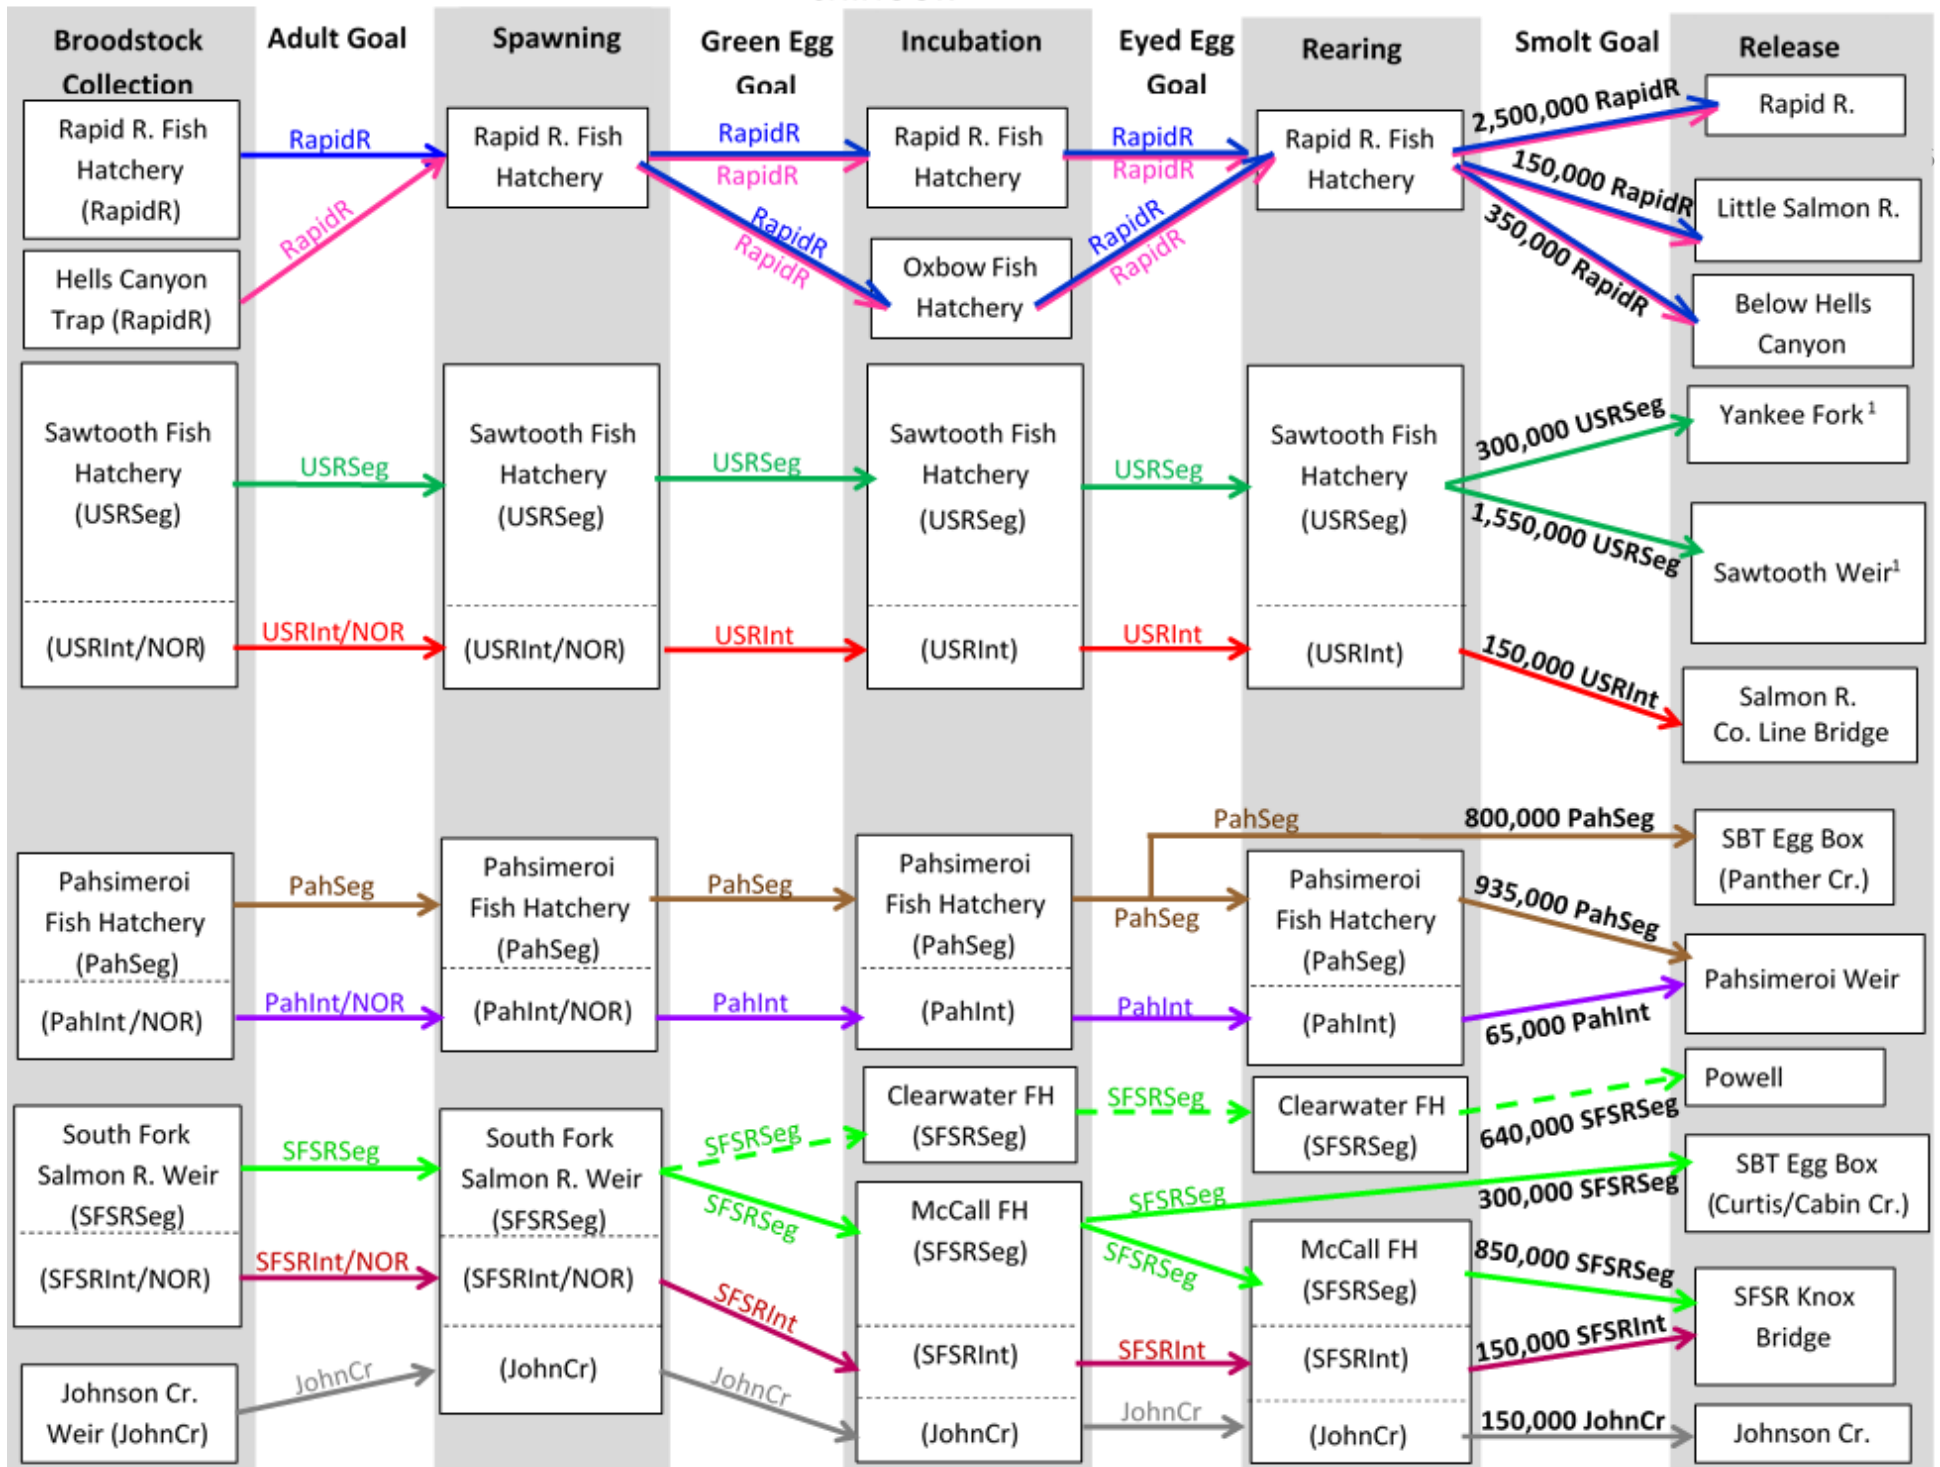 Broodstock
Collection
Adult Goal
Spawning
Green Egg
Goal
Incubation
Eyed Egg
Goal
Rearing
Smolt Goal
Release
Rapid R. Fish
Hatchery
(RapidR)
Hells Canyon
Trap (RapidR)
RapidR
RapidR
Rapid R. Fish
Hatchery
RapidR
RapidR
RapidR
RapidR
Rapid R. Fish
Hatchery
Oxbow Fish
Hatchery
RapidR
RapidR
RapidR
RapidR
Rapid R. Fish
Hatchery
2,500,000 RapidR
150,000 RapidR
350,000 RapidR
Rapid R.
Little Salmon R.
Below Hells
Canyon
Sawtooth Fish
Hatchery
(USRSeg)
(USRInt/NOR)
USRSeg
USRInt/NOR
Sawtooth Fish
Hatchery
(USRSeg)
(USRInt/NOR)
USRSeg
USRInt
Sawtooth Fish
Hatchery
(USRSeg)
(USRInt)
USRSeg
USRInt
Sawtooth Fish
Hatchery
(USRSeg)
(USRInt)
300,000 USRSeg
1,550,000 USRSeg
150,000 USRInt
Yankee Fork 1
Sawtooth Weir1
Salmon R.
Co. Line Bridge
Pahsimeroi
Fish Hatchery
(PahSeg)
(PahInt/NOR)
PahSeg
PahInt/NOR
Pahsimeroi
Fish Hatchery
(PahSeg)
(PahInt/NOR)
PahSeg
PahInt
Pahsimeroi
Fish Hatchery
(PahSeg)
(PahInt)
PahSeg
PahSeg
PahInt
Pahsimeroi
Fish Hatchery
(PahSeg)
(PahInt)
800,000 PahSeg
935,000 PahSeg
65,000 PahInt
SBT Egg Box
(Panther Cr.)
Pahsimeroi Weir
South Fork
Salmon R. Weir
(SFSRSeg)
(SFSRInt/NOR)
Johnson Cr.
Weir (JohnCr)
SFSRSeg
SFSRInt/NOR
JohnCr
South Fork
Salmon R. Weir
(SFSRSeg)
(SFSRInt/NOR)
(JohnCr)
SFSRSeg
SFSRSeg
SFSRInt
JohnCr
Clearwater FH
(SFSRSeg)
McCall FH
(SFSRSeg)
(SFSRInt)
(JohnCr)
SFSRSeg
SFSRSeg
SFSRSeg
SFSRInt
JohnCr
Clearwater FH
(SFSRSeg)
McCall FH
(SFSRSeg)
(SFSRInt)
(JohnCr)
640,000 SFSRSeg
300,000 SFSRSeg
850,000 SFSRSeg
150,000 SFSRInt
150,000 JohnCr
Powell
SBT Egg Box
(Curtis/Cabin Cr.)
SFSR Knox
Bridge
Johnson Cr.